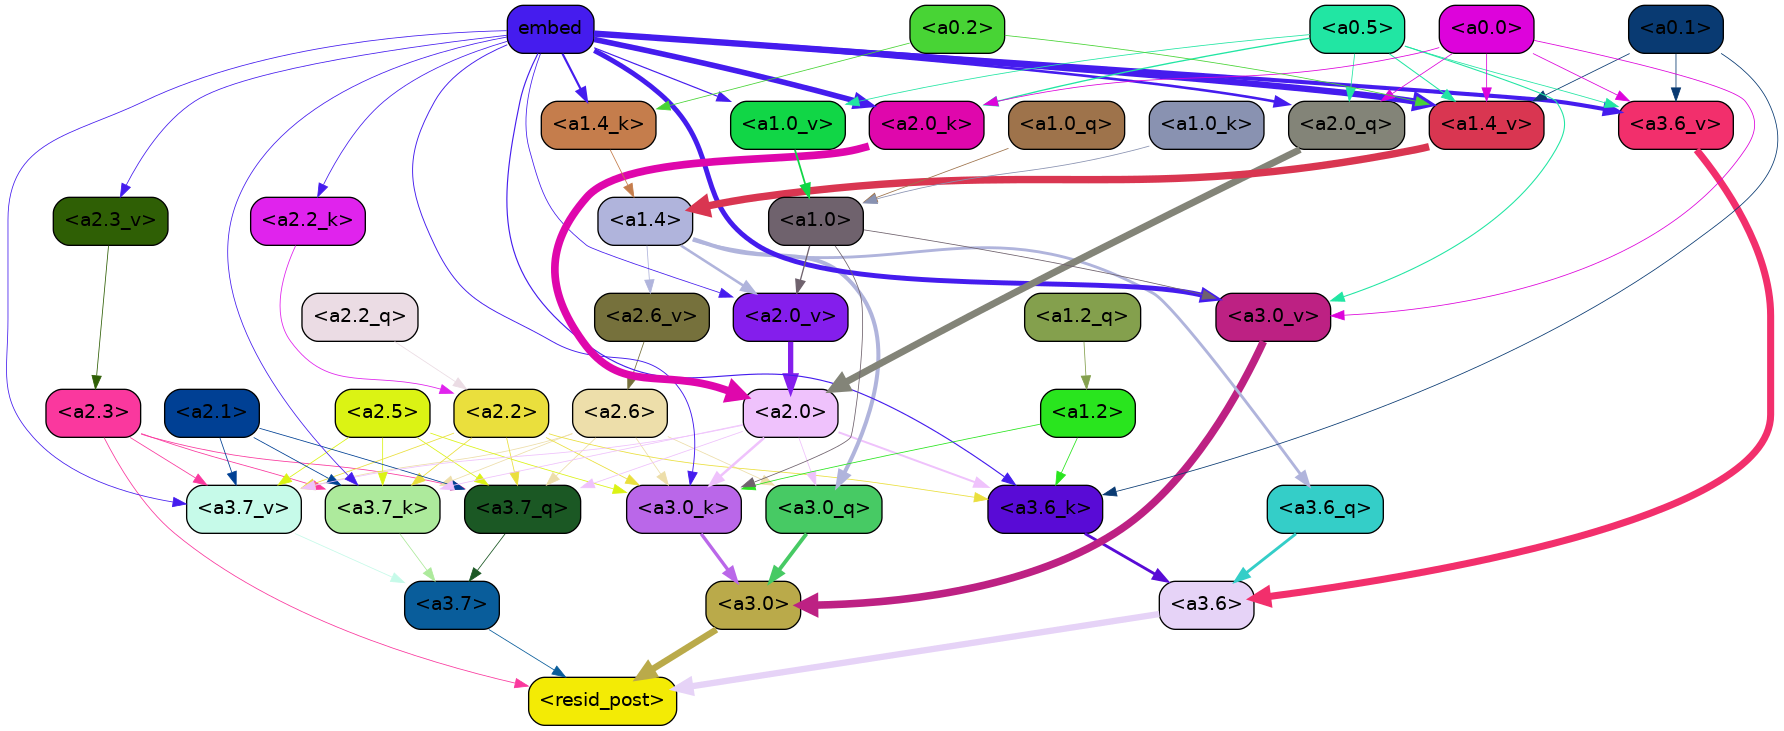 embed
<a0.2>
<a0.5>
<a0.0>
<a0.1>
<a1.4_k>
<a1.0_v>
<a2.0_k>
<a1.0_q>
<a1.0_k>
<a2.0_q>
<a1.4_v>
<a3.6_v>
<a2.3_v>
<a2.2_k>
<a1.4>
<a1.0>
<a2.2_q>
<a2.6_v>
<a2.0_v>
<a1.2_q>
<a3.0_v>
<a2.3>
<a2.1>
<a2.5>
<a2.2>
<a2.6>
<a2.0>
<a1.2>
<a3.7_v>
<a3.7_k>
<a3.7_q>
<a3.0_k>
<a3.0_q>
<a3.6_k>
<a3.6_q>
<a3.7>
<a3.0>
<a3.6>
<resid_post>